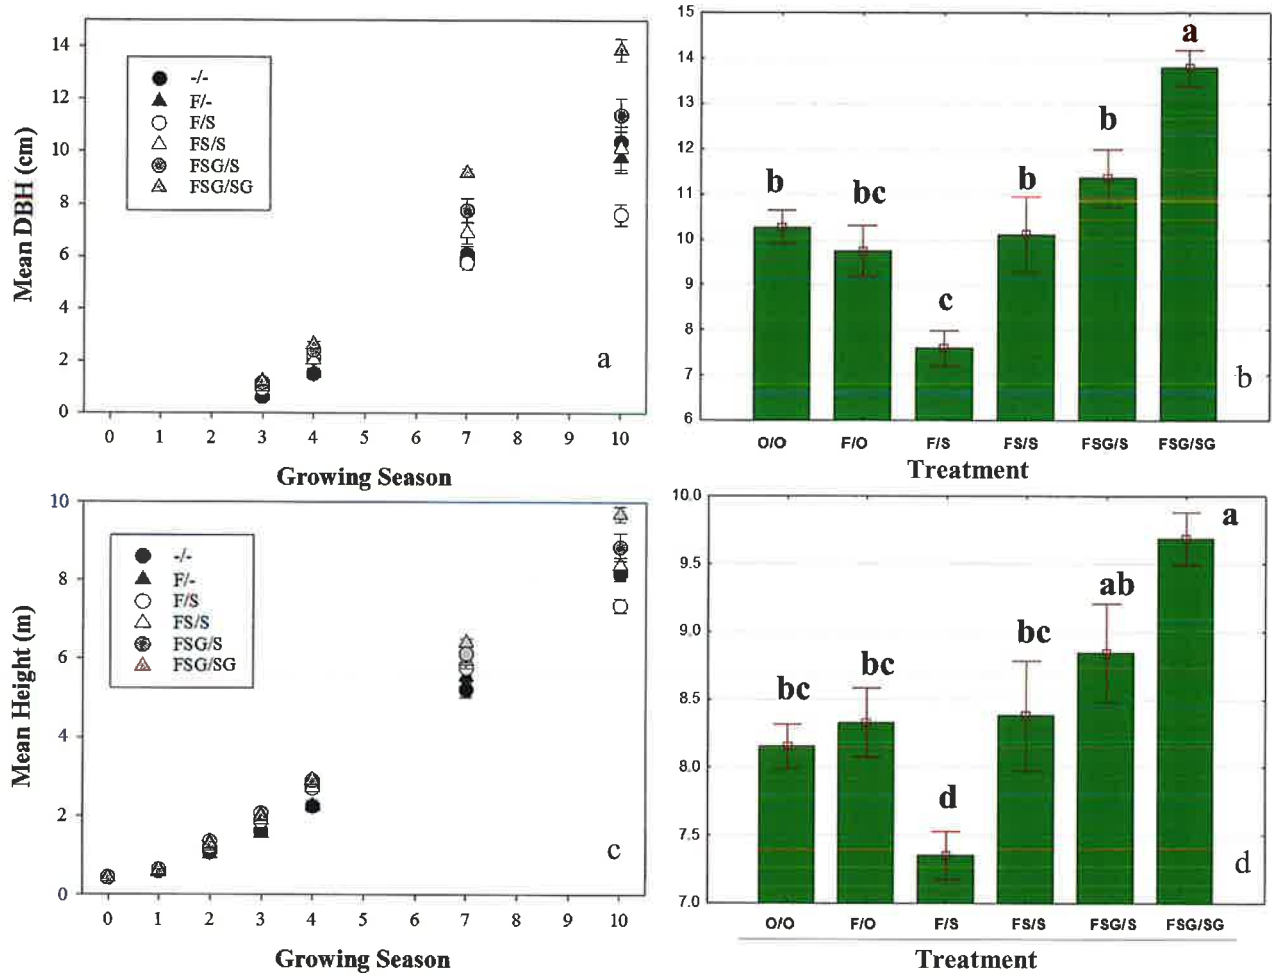 14
12
10
8
6
4
2
0
Mean DBH (cm)
-/-
F/-
F/S
FS/S
FSG/S
FSG/SG
a
0 1 2 3 4 5 6 7 8 9 10
Growing Season
15
14
13
12
11
10
9
8
7
6
b
bc
c
b
b
a
b
O/O F/O F/S FS/S FSG/S FSG/SG
Treatment
10
8
6
4
2
0
Mean Height (m)
-/-
F/-
F/S
FS/S
FSG/S
FSG/SG
c
0 1 2 3 4 5 6 7 8 9 10
Growing Season
10.0
9.5
9.0
8.5
8.0
7.5
7.0
bc
bc
d
bc
ab
a
d
O/O F/O F/S FS/S FSG/S FSG/SG
Treatment